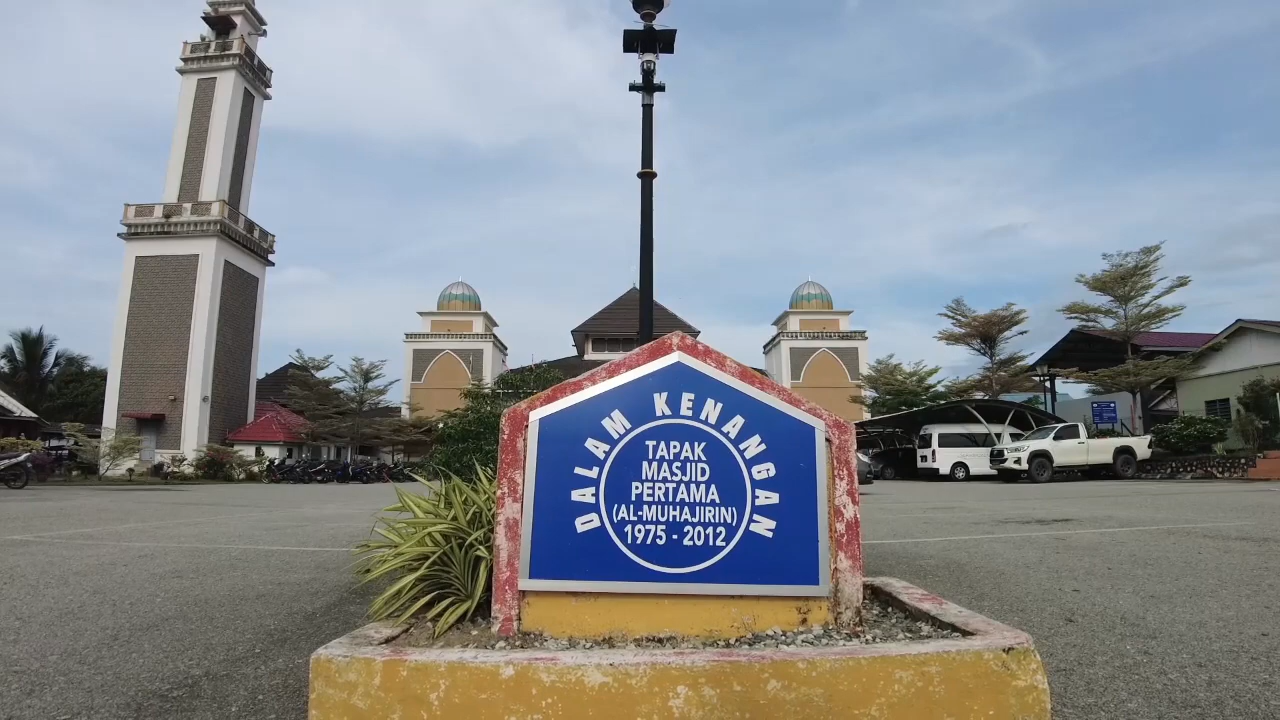 DALAM KENANGAN
TAPAK
MASJID
PERTAMA
(AL-MUHAJIRIN)
1975 - 2012